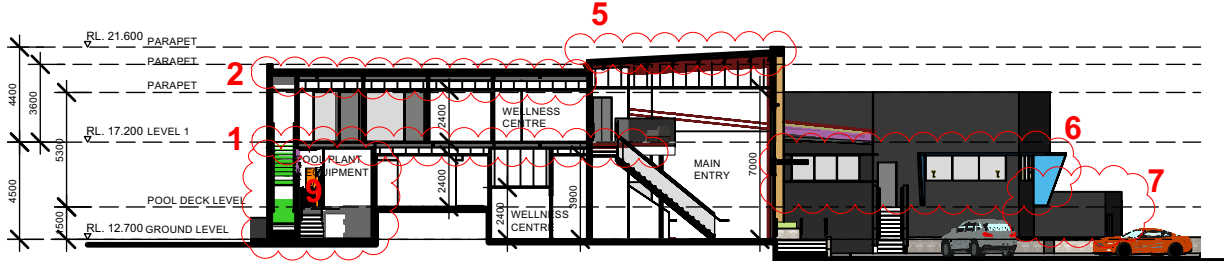 5
RL. 21.600 PARAPET
PARAPET
2
PARAPET
4400
3600
2400
WELLNESS
CENTRE
1
RL. 17.200 LEVEL 1
6
5300
POOL PLANT
EQUIPMENT
MAIN
ENTRY
7000
7
9
2400
4500
POOL DECK LEVEL
3900
2400
WELLNESS
CENTRE
1500
RL. 12.700 GROUND LEVEL